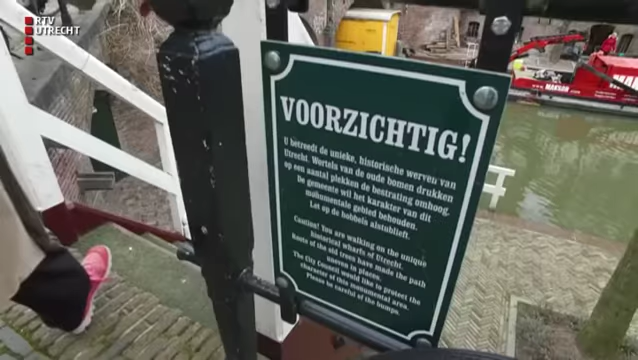 RTV
UTRECHT
VOORZICHTIG!
U betreedt de unieke, historische werven van
Utrecht. Wortels van de oude bomen drukken
op een aantal plekken de bestrating omhoog.
De gemeente wil het karakter van dit
monumentale gebied behouden.
Let op de bobbels alstublieft.
Caution! You are walking on the unique
historical wharfs of Utrecht.
Roots of the old trees have made the path
uneven in places.
The City Council would like to protect the
character of this monumental area.
Please be careful of the bumps.
MAKSOR